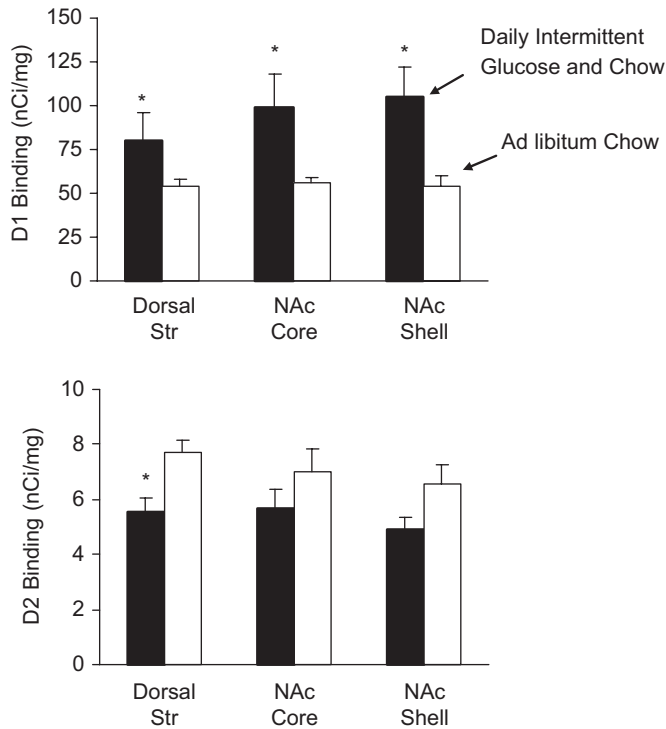 D1 Binding (nCi/mg)
150
125
100
75
50
25
0
*
*
*
Daily Intermittent
Glucose and Chow
Ad libitum Chow
Dorsal
Str
NAc
Core
NAc
Shell
D2 Binding (nCi/mg)
10
8
6
4
2
0
*
Dorsal
Str
NAc
Core
NAc
Shell